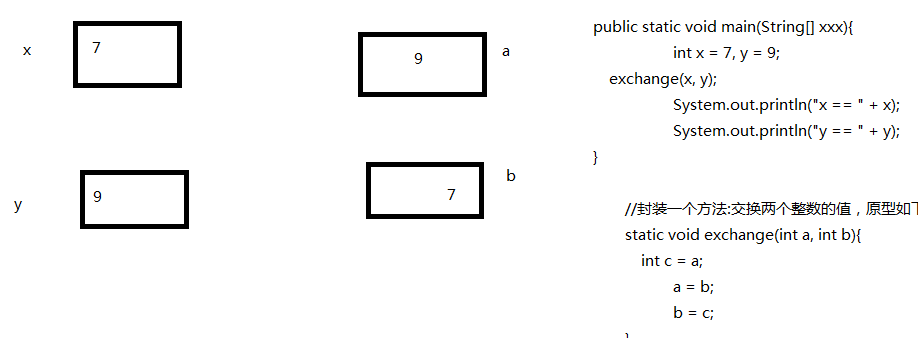 x
7
9
a
y
9
7
b
public static void main(String[] xxx){
int x = 7, y = 9;
exchange(x, y);
System.out.println("x == " + x);
System.out.println("y == " + y);
}
//封装一个方法:交换两个整数的值，原型如下
static void exchange(int a, int b){
int c = a;
a = b;
b = c;
}